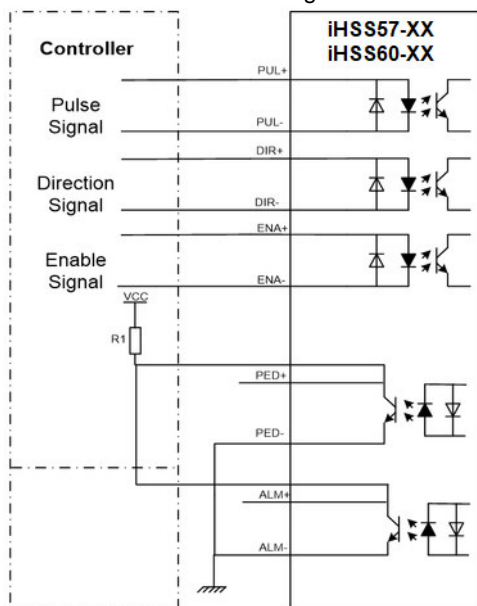 iHSS57-XX
iHSS60-XX
Controller
PUL+
Pulse
Signal
PUL-
DIR+
Direction
Signal
DIR-
ENA+
Enable
Signal
ENA-
VCC
R1
PED+
PED-
ALM+
ALM-